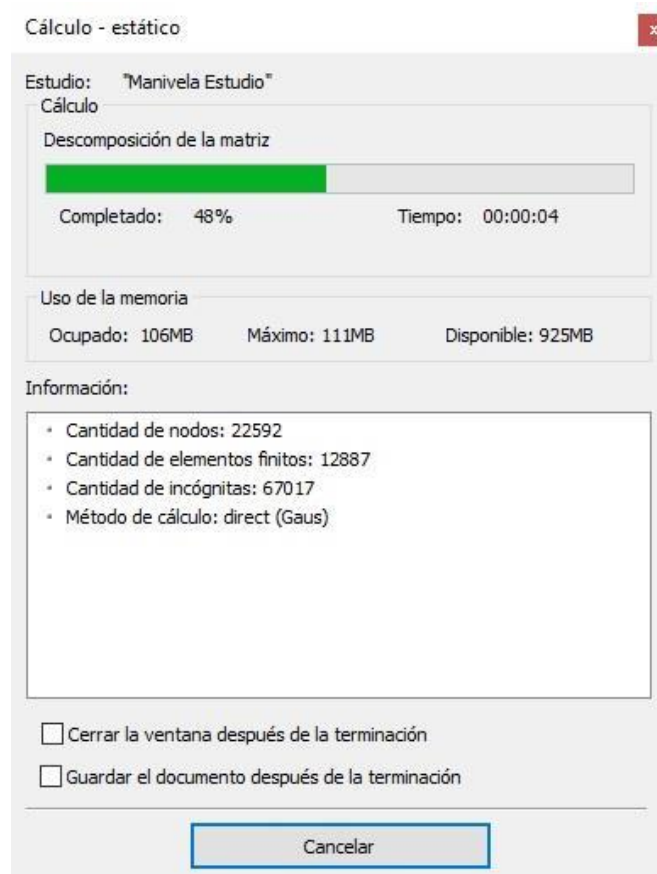 Cálculo - estático
x
Estudio: "Manivela Estudio"
Cálculo
Descomposición de la matriz
Completado: 48% Tiempo: 00:00:04
Uso de la memoria
Ocupado: 106MB Máximo: 111MB Disponible: 925MB
Información:
· Cantidad de nodos: 22592
· Cantidad de elementos finitos: 12887
· Cantidad de incógnitas: 67017
· Método de cálculo: direct (Gaus)
Cerrar la ventana después de la terminación
Guardar el documento después de la terminación
Cancelar